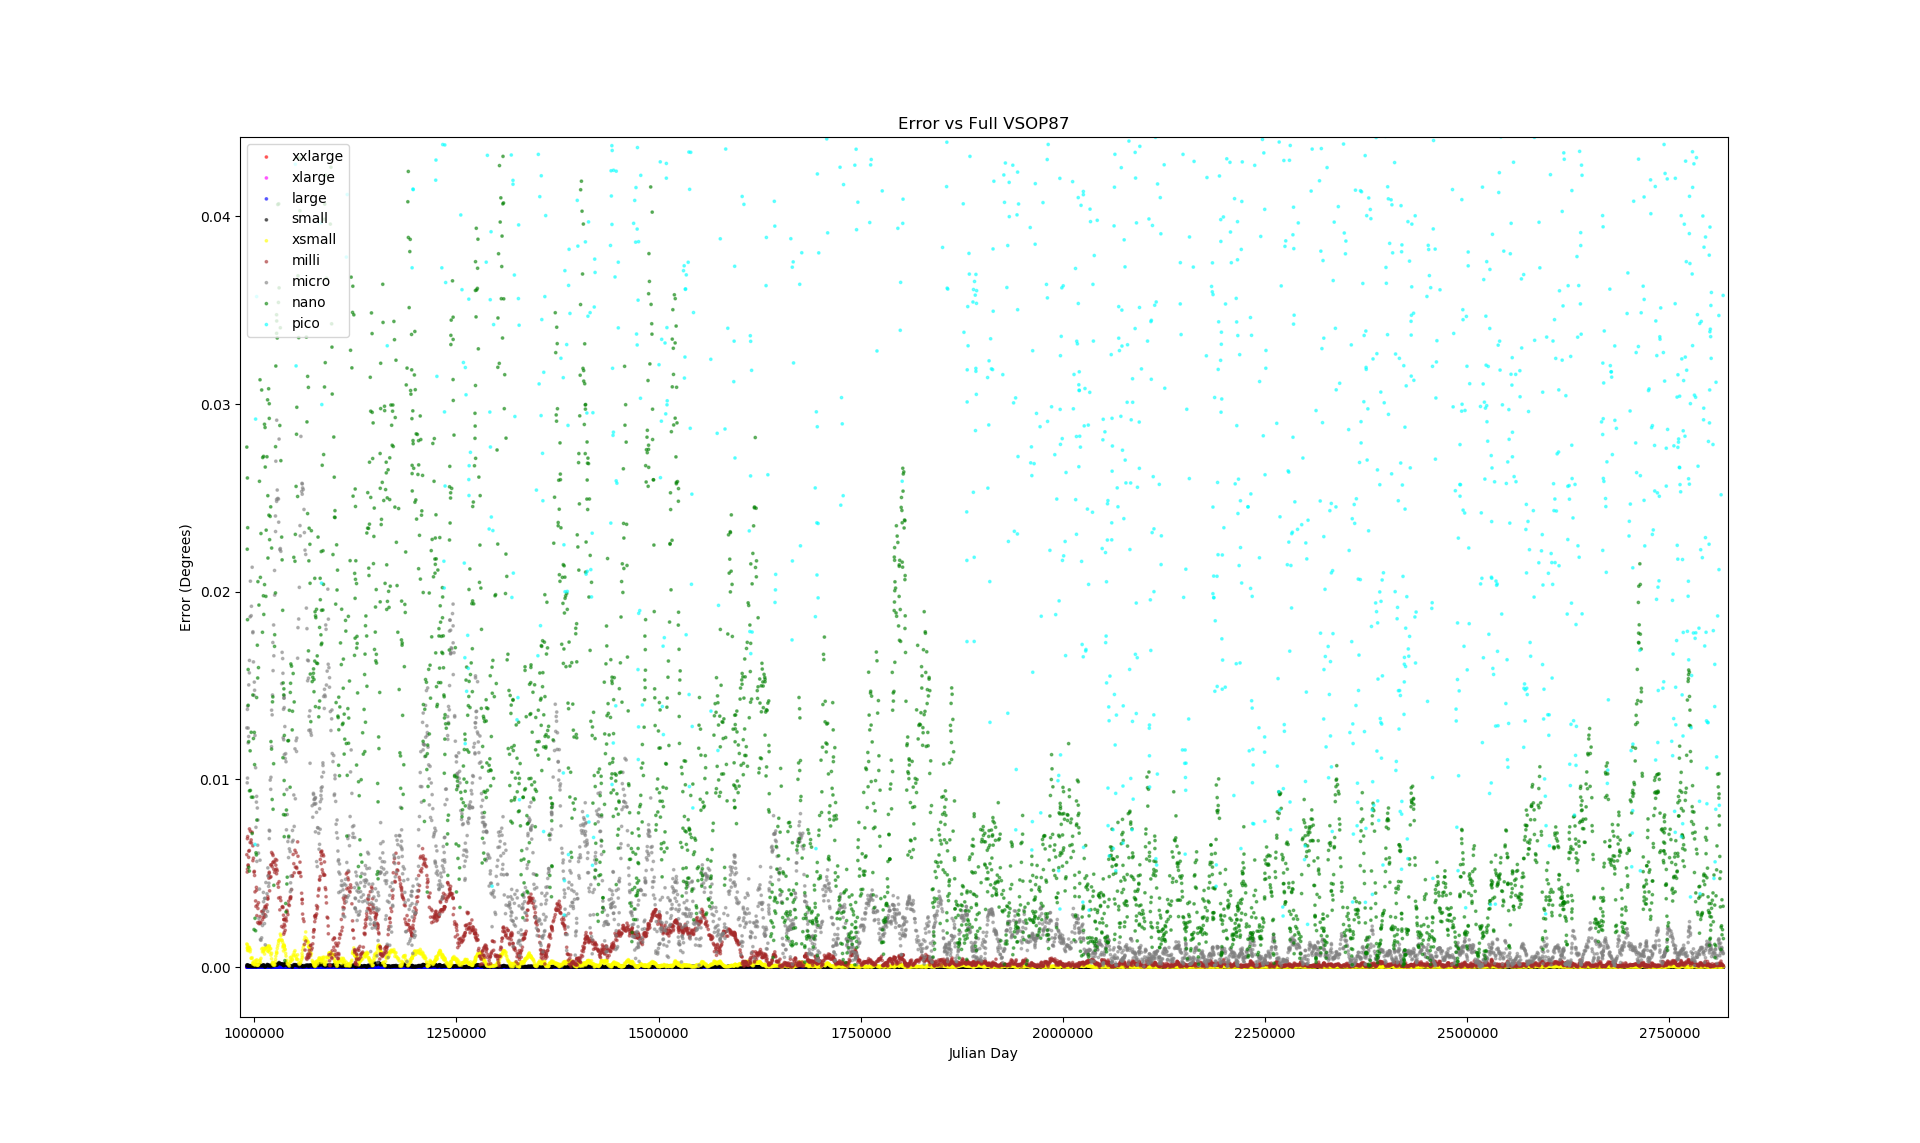 Error vs Full VSOP87
xxlarge
xlarge
large
small
xsmall
milli
micro
nano
pico
Error (Degrees)
0.04
0.03
0.02
0.01
0.00
1000000 1250000 1500000 1750000 2000000 2250000 2500000 2750000
Julian Day